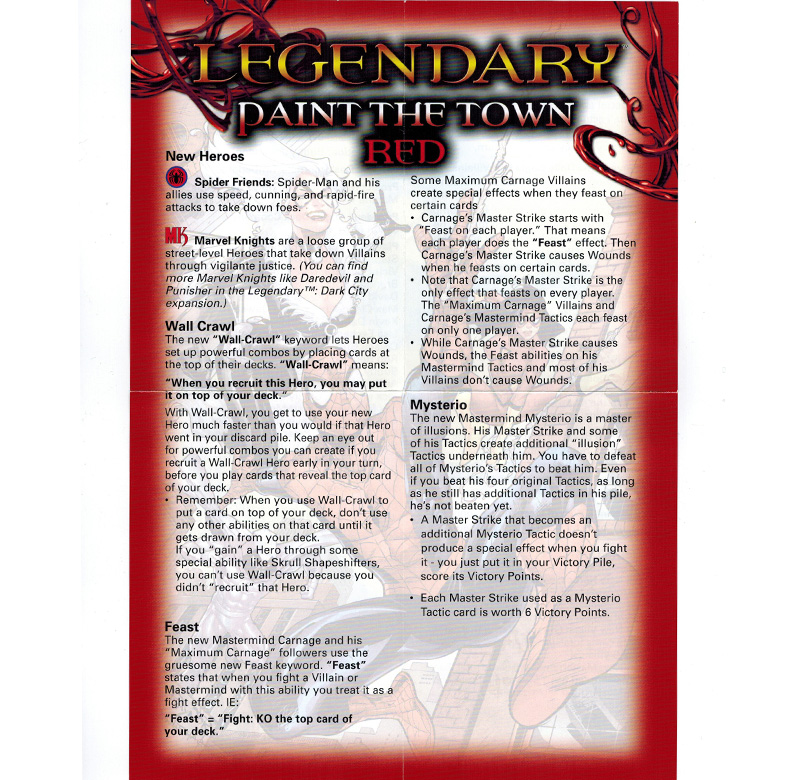 LEGENDARY
PAINT THE TOWN
RED
New Heroes
Spider Friends: Spider-Man and his
allies use speed, cunning, and rapid-fire
attacks to take down foes.
MK Marvel Knights are a loose group of
street-level Heroes that take down Villains
through vigilante justice. (You can find
more Marvel Knights like Daredevil and
Punisher in the Legendary™: Dark City
expansion.)
Wall Crawl
The new "Wall-Crawl" keyword lets Heroes
set up powerful combos by placing cards at
the top of their decks. "Wall-Crawl" means:
"When you recruit this Hero, you may put
it on top of your deck."
With Wall-Crawl, you get to use your new
Hero much faster than you would if that Hero
went in your discard pile. Keep an eye out
for powerful combos you can create if you
recruit a Wall-Crawl Hero early in your turn,
before you play cards that reveal the top card
of your deck.
• Remember: When you use Wall-Crawl to
put a card on top of your deck, don't use
any other abilities on that card until it
gets drawn from your deck.
If you "gain" a Hero through some
special ability like Skrull Shapeshifters,
you can't use Wall-Crawl because you
didn't "recruit" that Hero.
Feast
The new Mastermind Carnage and his
"Maximum Carnage" followers use the
gruesome new Feast keyword. "Feast"
states that when you fight a Villain or
Mastermind with this ability you treat it as a
fight effect. IE:
"Feast" = "Fight: KO the top card of
your deck."
Some Maximum Carnage Villains
create special effects when they feast on
certain cards
• Carnage's Master Strike starts with
"Feast on each player." That means
each player does the "Feast" effect. Then
Carnage's Master Strike causes Wounds
when he feasts on certain cards.
• Note that Carnage's Master Strike is the
only effect that feasts on every player.
The "Maximum Carnage" Villains and
Carnage's Mastermind Tactics each feast
on only one player.
• While Carnage's Master Strike causes
Wounds, the Feast abilities on his
Mastermind Tactics and most of his
Villains don't cause Wounds.
Mysterio
The new Mastermind Mysterio is a master
of illusions. His Master Strike and some
of his Tactics create additional "illusion"
Tactics underneath him. You have to defeat
all of Mysterio's Tactics to beat him. Even
if you beat his four original Tactics, as long
as he still has additional Tactics in his pile,
he's not beaten yet.
• A Master Strike that becomes an
additional Mysterio Tactic doesn't
produce a special effect when you fight
it - you just put it in your Victory Pile,
score its Victory Points.
• Each Master Strike used as a Mysterio
Tactic card is worth 6 Victory Points.